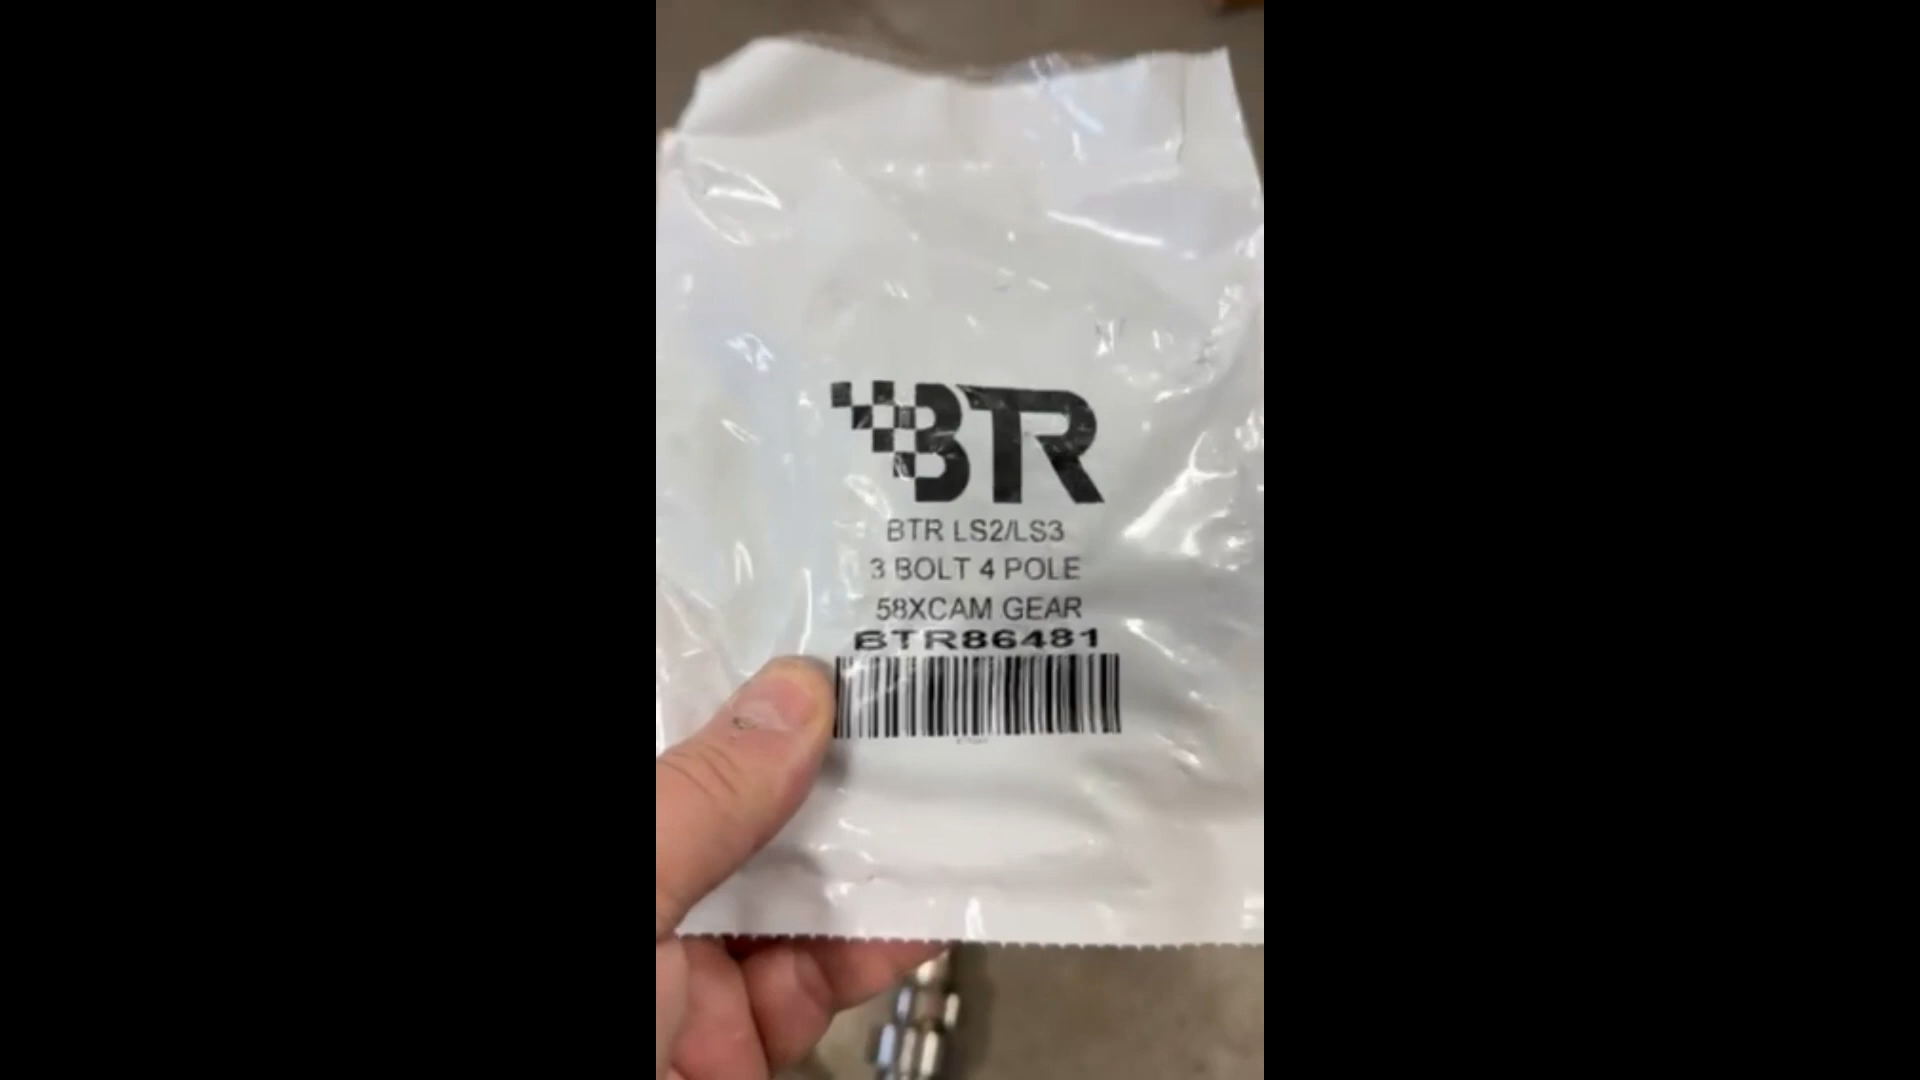 BTR
BTR LS2/LS3
3 BOLT 4 POLE
58XCAM GEAR
BTR86481